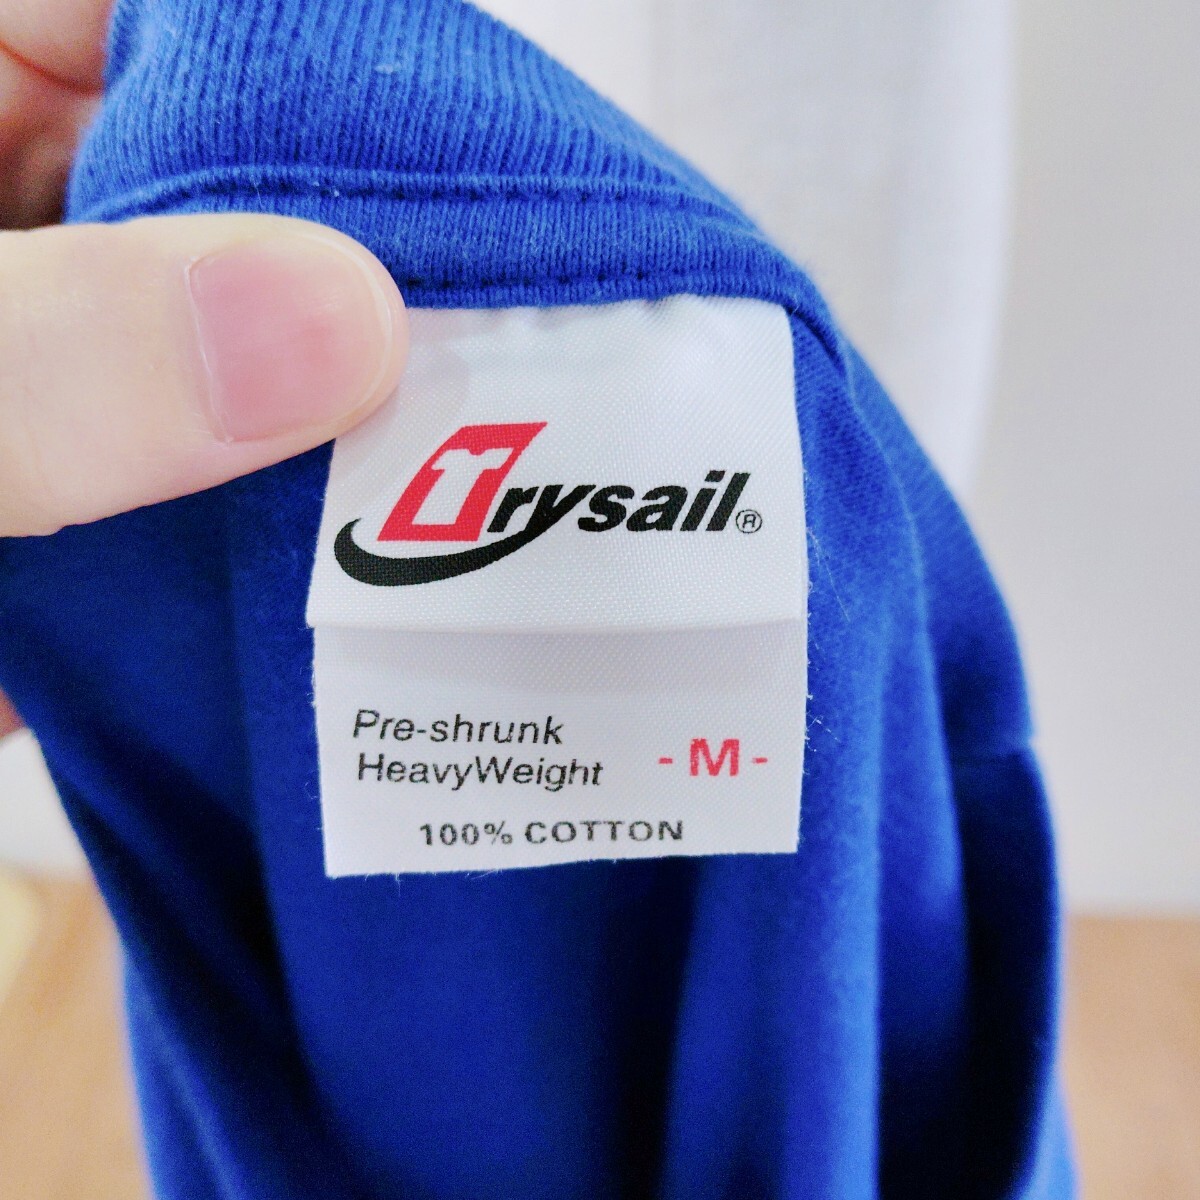 Trysail®
Pre-shrunk
HeavyWeight
- M -
100% COTTON